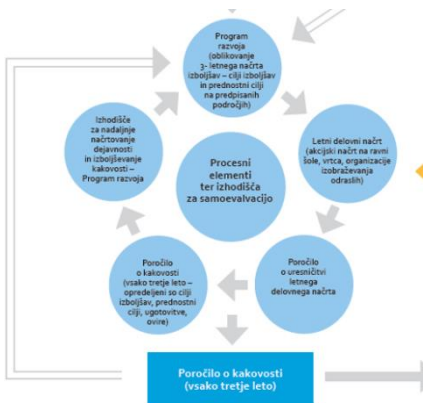 Program
razvoja
(oblikovanje
3- letnega načrta
izboljšav – cilji izboljšav
in prednostni cilji
na predpisanih
področjih)
Letni delovni načrt
(akcijski načrt na ravni
šole, vrtca, organizacije
izobraževanja
odraslih)
Poročilo
o uresničitvi
letnega
delovnega načrta
Poročilo
o kakovosti
(vsako tretje leto –
opredeljeni so cilji
izboljšav, prednostni
cilji, ugotovitve,
ovire)
Izhodišče
za nadaljnje
načrtovanje
dejavnosti
in izboljševanje
kakovosti –
Program razvoja
Procesni
elementi
ter izhodišča
za samoevalvacijo
Poročilo o kakovosti
(vsako tretje leto)